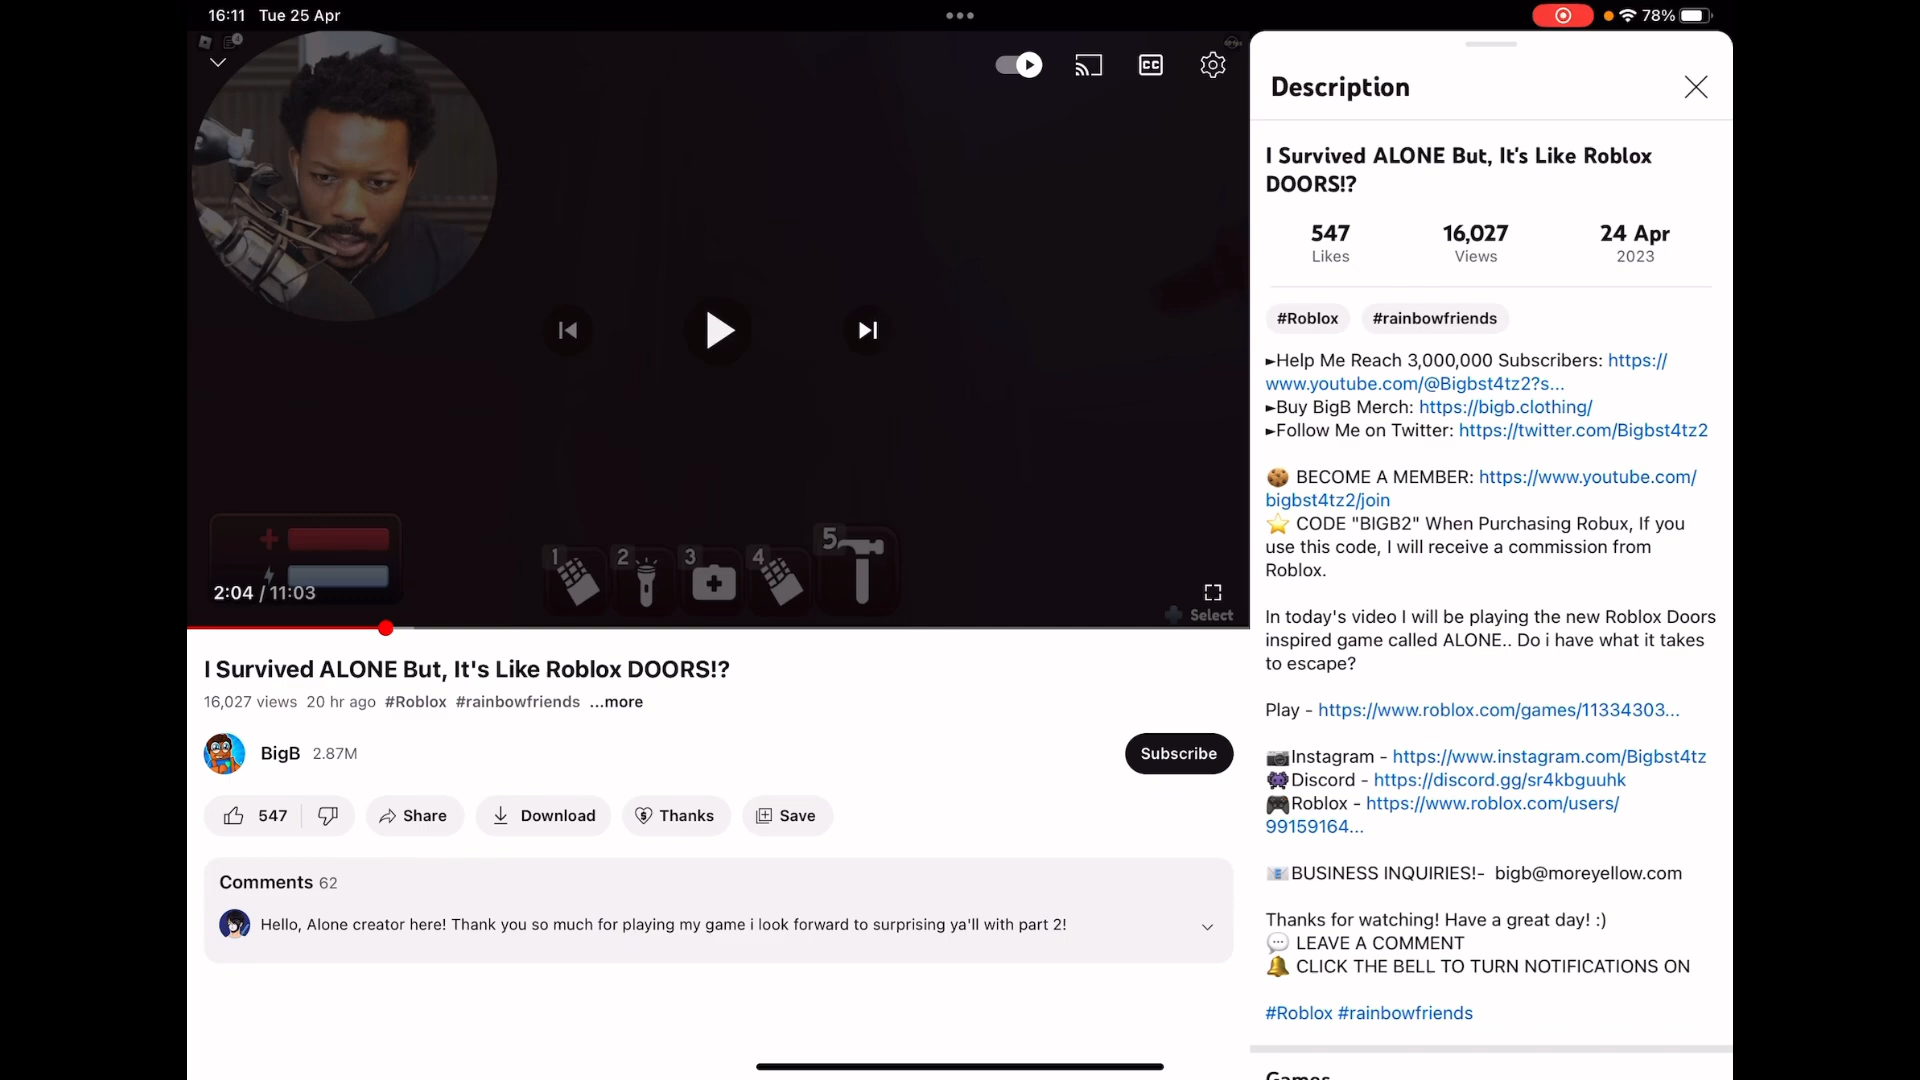 16:11 Tue 25 Apr
78%
CC
1
2
3
4
5
2:04 / 11:03
Select
I Survived ALONE But, It's Like Roblox DOORS!?
16,027 views 20 hr ago #Roblox #rainbowfriends ...more
BigB 2.87M
Subscribe
547
Share
Download
Thanks
Save
Comments 62
Hello, Alone creator here! Thank you so much for playing my game i look forward to surprising ya'll with part 2!
Description
I Survived ALONE But, It's Like Roblox
DOORS!?
547 16,027 24 Apr
Likes Views 2023
#Roblox #rainbowfriends
►Help Me Reach 3,000,000 Subscribers: https://
www.youtube.com/@Bigbst4tz2?s...
►Buy BigB Merch: https://bigb.clothing/
►Follow Me on Twitter: https://twitter.com/Bigbst4tz2
🍪 BECOME A MEMBER: https://www.youtube.com/
bigbst4tz2/join
⭐ CODE "BIGB2" When Purchasing Robux, If you
use this code, I will receive a commission from
Roblox.
In today's video I will be playing the new Roblox Doors
inspired game called ALONE.. Do i have what it takes
to escape?
Play - https://www.roblox.com/games/11334303...
📷Instagram - https://www.instagram.com/Bigbst4tz
👾Discord - https://discord.gg/sr4kbguuhk
🎮Roblox - https://www.roblox.com/users/
99159164...
📧BUSINESS INQUIRIES!- bigb@moreyellow.com
Thanks for watching! Have a great day! :)
💬 LEAVE A COMMENT
🔔 CLICK THE BELL TO TURN NOTIFICATIONS ON
#Roblox #rainbowfriends